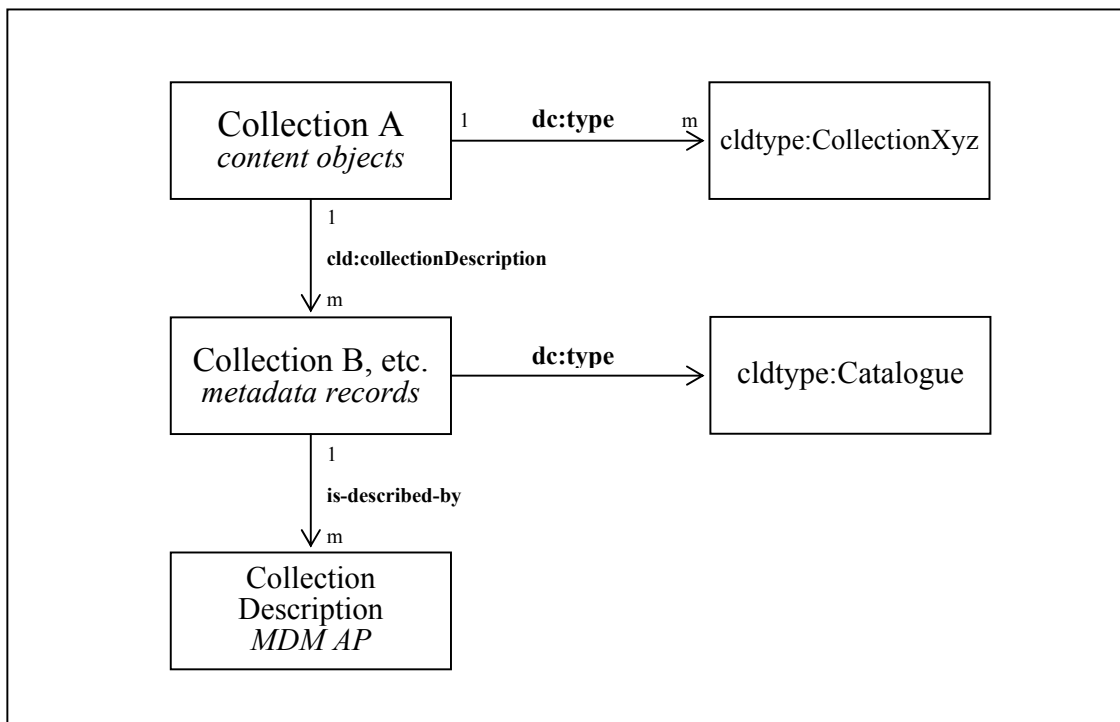 Collection A
content objects
1
dc:type
m
cldtype:CollectionXyz
1
cld:collectionDescription
m
Collection B, etc.
metadata records
dc:type
cldtype:Catalogue
1
is-described-by
m
Collection
Description
MDM AP